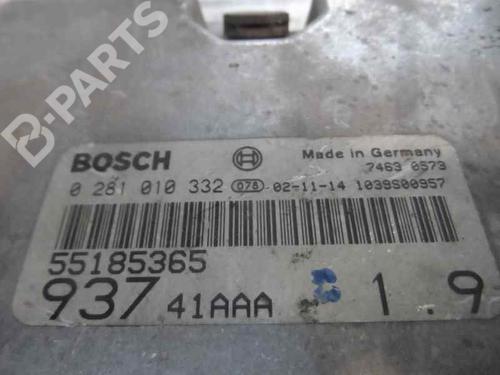 B-PARTS
BOSCH
Made in Germany
7463 0573
0 281 010 332 078 02-11-14 1039S00957
55185365
937 41AAA 1.9